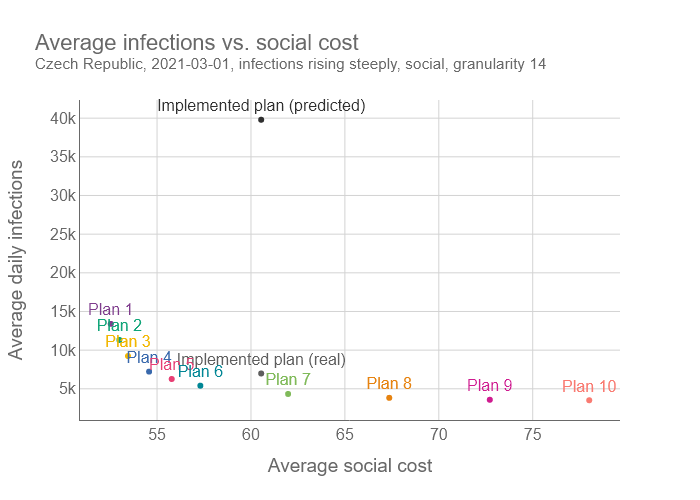 Average infections vs. social cost
Czech Republic, 2021-03-01, infections rising steeply, social, granularity 14
Implemented plan (predicted)
40k
35k
30k
25k
20k
15k
10k
5k
Average daily infections
Plan 1
Plan 2
Plan 3
Plan 4
Plan 5
Implemented plan (real)
Plan 6
Plan 7
Plan 8
Plan 9
Plan 10
55
60
65
70
75
Average social cost